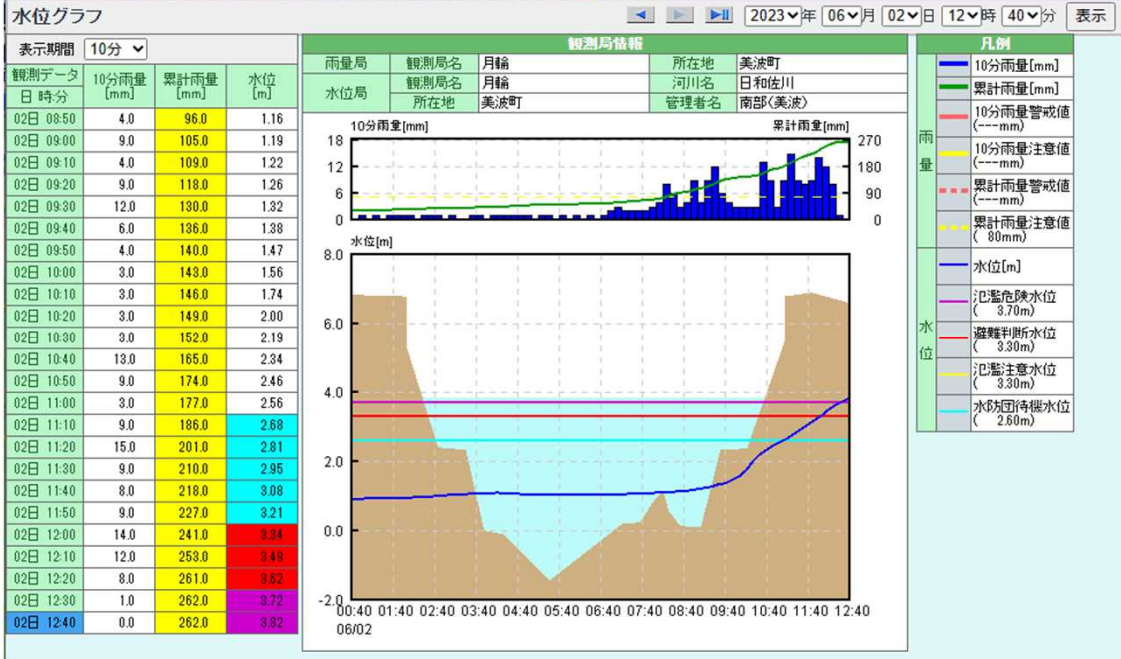 水位グラフ
2023年 06月 02日 12時 40分 表示
表示期間 10分
観測データ 10分雨量[mm] 累計雨量[mm] 水位[m]
日 時:分
02日 08:50 4.0 96.0 1.16
02日 09:00 9.0 105.0 1.19
02日 09:10 4.0 109.0 1.22
02日 09:20 9.0 118.0 1.26
02日 09:30 12.0 130.0 1.32
02日 09:40 6.0 136.0 1.38
02日 09:50 4.0 140.0 1.47
02日 10:00 3.0 143.0 1.56
02日 10:10 3.0 146.0 1.74
02日 10:20 3.0 149.0 2.00
02日 10:30 3.0 152.0 2.19
02日 10:40 13.0 165.0 2.34
02日 10:50 9.0 174.0 2.46
02日 11:00 3.0 177.0 2.56
02日 11:10 9.0 186.0 2.68
02日 11:20 15.0 201.0 2.81
02日 11:30 9.0 210.0 2.95
02日 11:40 8.0 218.0 3.08
02日 11:50 9.0 227.0 3.21
02日 12:00 14.0 241.0 3.34
02日 12:10 12.0 253.0 3.49
02日 12:20 8.0 261.0 3.62
02日 12:30 1.0 262.0 3.72
02日 12:40 0.0 262.0 3.82
観測局情報
雨量局 観測局名 月輪 所在地 美波町
水位局 観測局名 月輪 河川名 日和佐川
所在地 美波町 管理者名 南部(美波)
10分雨量[mm] 累計雨量[mm]
18 270
12 180
6 90
0 0
水位[m]
8.0
6.0
4.0
2.0
0.0
-2.0
00:40 01:40 02:40 03:40 04:40 05:40 06:40 07:40 08:40 09:40 10:40 11:40 12:40
06/02
凡例
雨量
10分雨量[mm]
累計雨量[mm]
10分雨量警戒値
(---mm)
10分雨量注意値
(---mm)
累計雨量警戒値
(---mm)
累計雨量注意値
( 80mm)
水位
水位[m]
氾濫危険水位
( 3.70m)
避難判断水位
( 3.30m)
氾濫注意水位
( 3.30m)
水防団待機水位
( 2.60m)